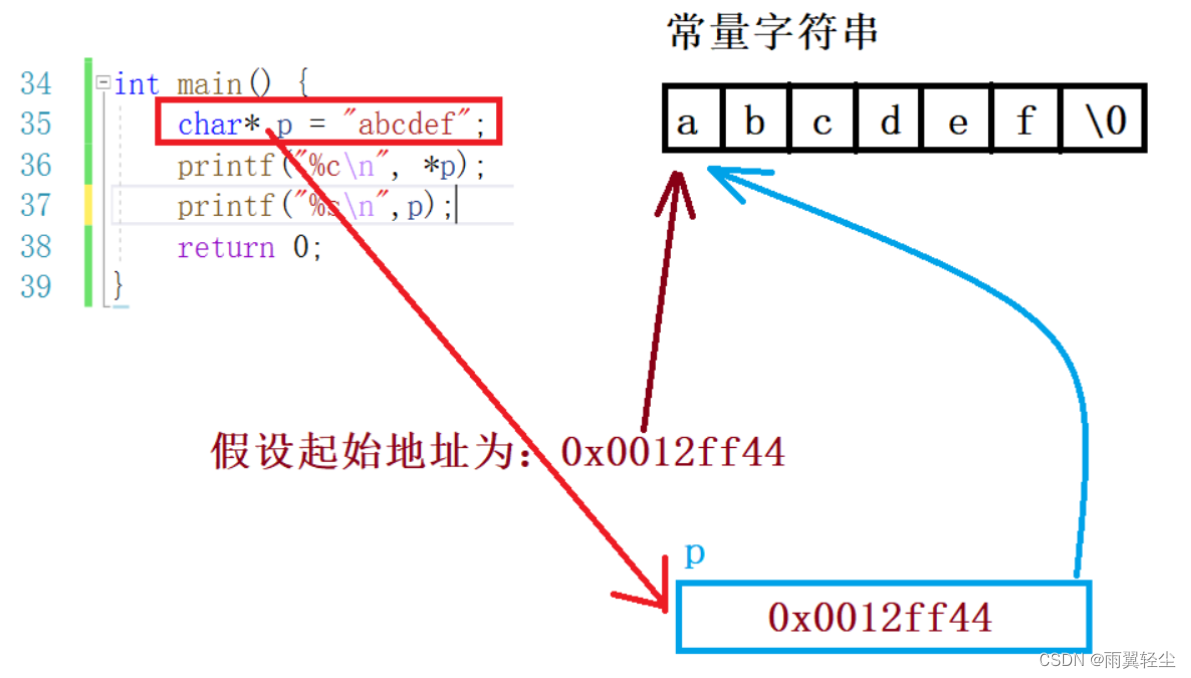 常量字符串
34 int main() {
35 char* p = "abcdef";
36 printf("%c\n", *p);
37 printf("%s\n",p);
38 return 0;
39 }
a b c d e f \0
假设起始地址为：0x0012ff44
p
0x0012ff44
CSDN @雨翼轻尘